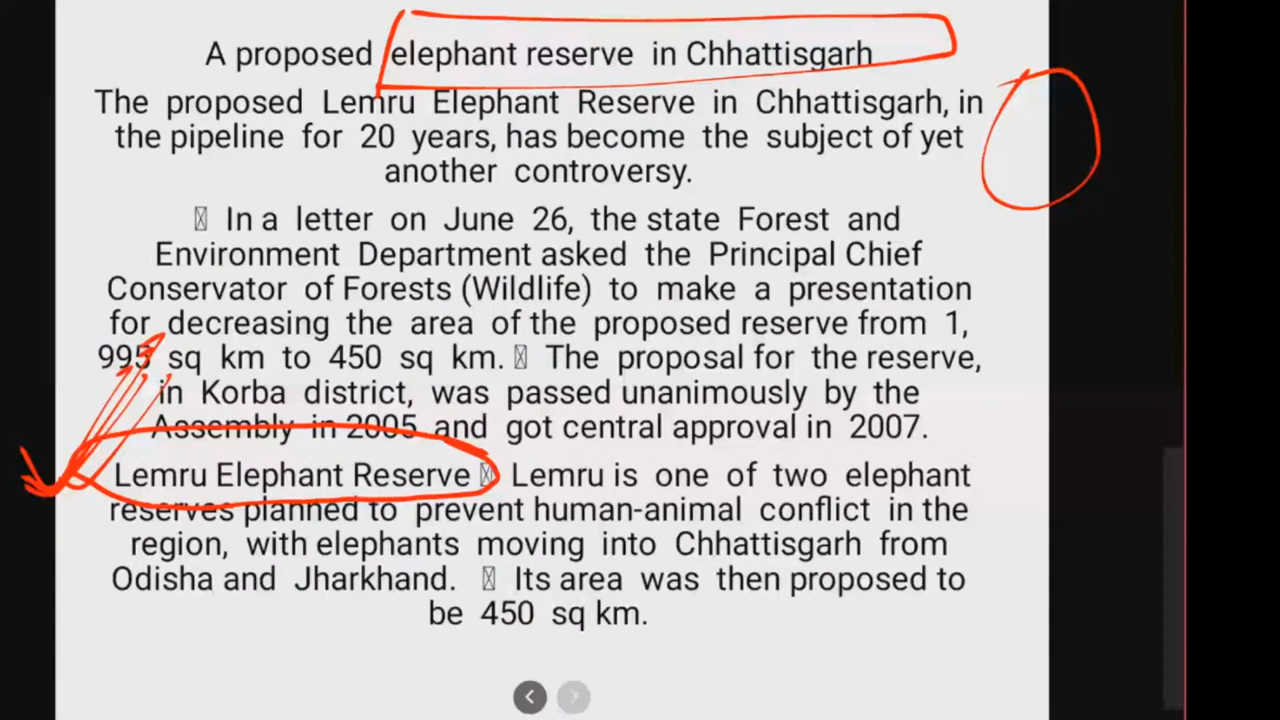 A proposed elephant reserve in Chhattisgarh
The proposed Lemru Elephant Reserve in Chhattisgarh, in
the pipeline for 20 years, has become the subject of yet
another controversy.
In a letter on June 26, the state Forest and
Environment Department asked the Principal Chief
Conservator of Forests (Wildlife) to make a presentation
for decreasing the area of the proposed reserve from 1,
995 sq km to 450 sq km. The proposal for the reserve,
in Korba district, was passed unanimously by the
Assembly in 2005 and got central approval in 2007.
Lemru Elephant Reserve Lemru is one of two elephant
reserves planned to prevent human-animal conflict in the
region, with elephants moving into Chhattisgarh from
Odisha and Jharkhand. Its area was then proposed to
be 450 sq km.